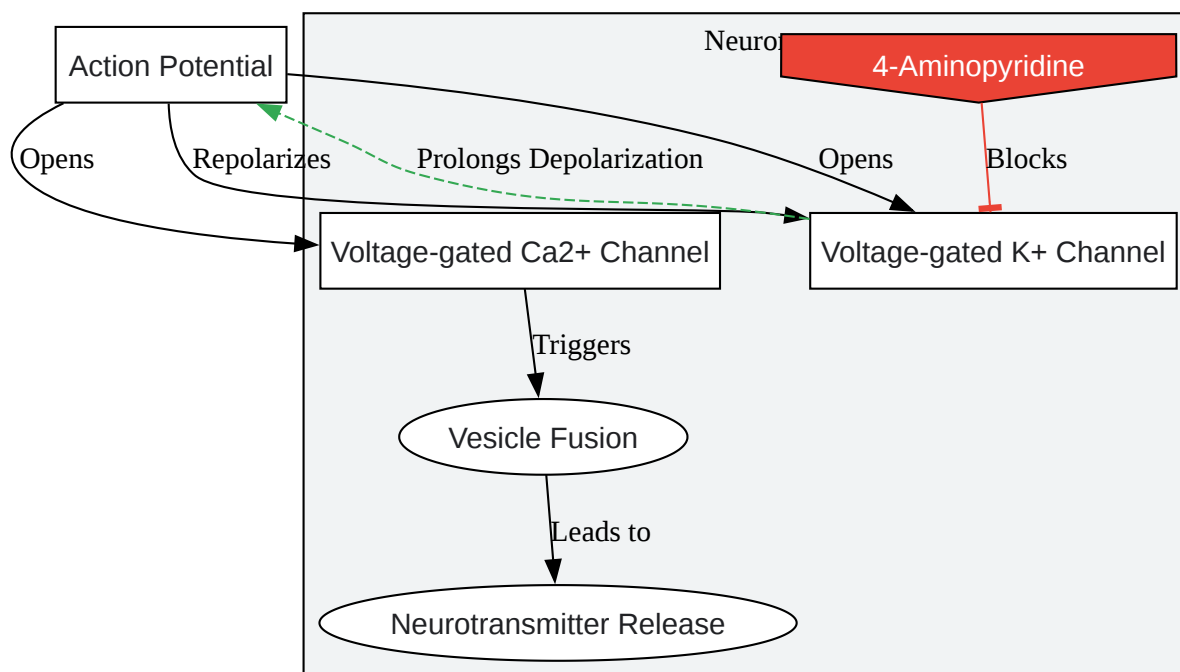 Action Potential
4-Aminopyridine
Opens
Repolarizes
Prolongs Depolarization
Opens
Blocks
Voltage-gated Ca2+ Channel
Voltage-gated K+ Channel
Triggers
Vesicle Fusion
Leads to
Neurotransmitter Release